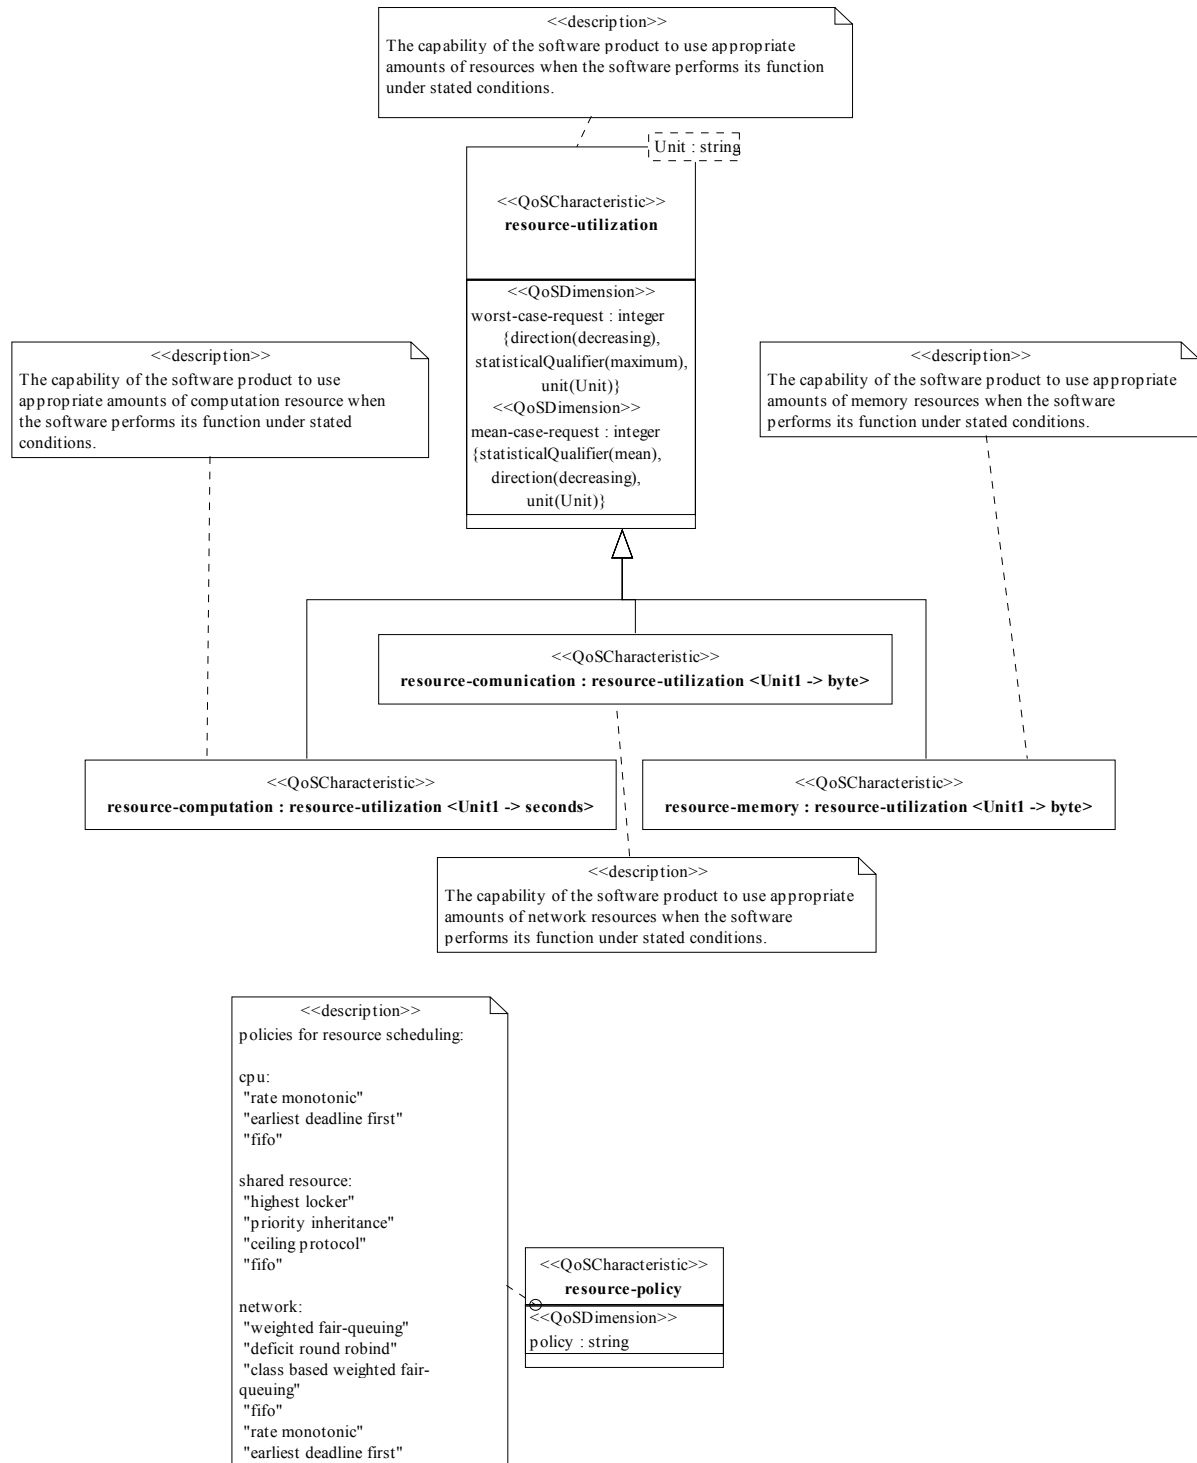 <<description>>
The capability of the software product to use appropriate
amounts of resources when the software performs its function
under stated conditions.
Unit : string
<<QoSCharacteristic>>
resource-utilization
<<QoSDimension>>
worst-case-request : integer
{direction(decreasing),
statisticalQualifier(maximum),
unit(Unit)}
<<QoSDimension>>
mean-case-request : integer
{statisticalQualifier(mean),
direction(decreasing),
unit(Unit)}
<<description>>
The capability of the software product to use
appropriate amounts of computation resource when
the software performs its function under stated
conditions.
<<description>>
The capability of the software product to use appropriate
amounts of memory resources when the software
performs its function under stated conditions.
<<QoSCharacteristic>>
resource-comunication : resource-utilization <Unit1 -> byte>
<<QoSCharacteristic>>
resource-computation : resource-utilization <Unit1 -> seconds>
<<QoSCharacteristic>>
resource-memory : resource-utilization <Unit1 -> byte>
<<description>>
The capability of the software product to use appropriate
amounts of network resources when the software
performs its function under stated conditions.
<<description>>
policies for resource scheduling:
cpu:
"rate monotonic"
"earliest deadline first"
"fifo"
shared resource:
"highest locker"
"priority inheritance"
"ceiling protocol"
"fifo"
network:
"weighted fair-queuing"
"deficit round robind"
"class based weighted fair-
queuing"
"fifo"
"rate monotonic"
"earliest deadline first"
<<QoSCharacteristic>>
resource-policy
<<QoSDimension>>
policy : string